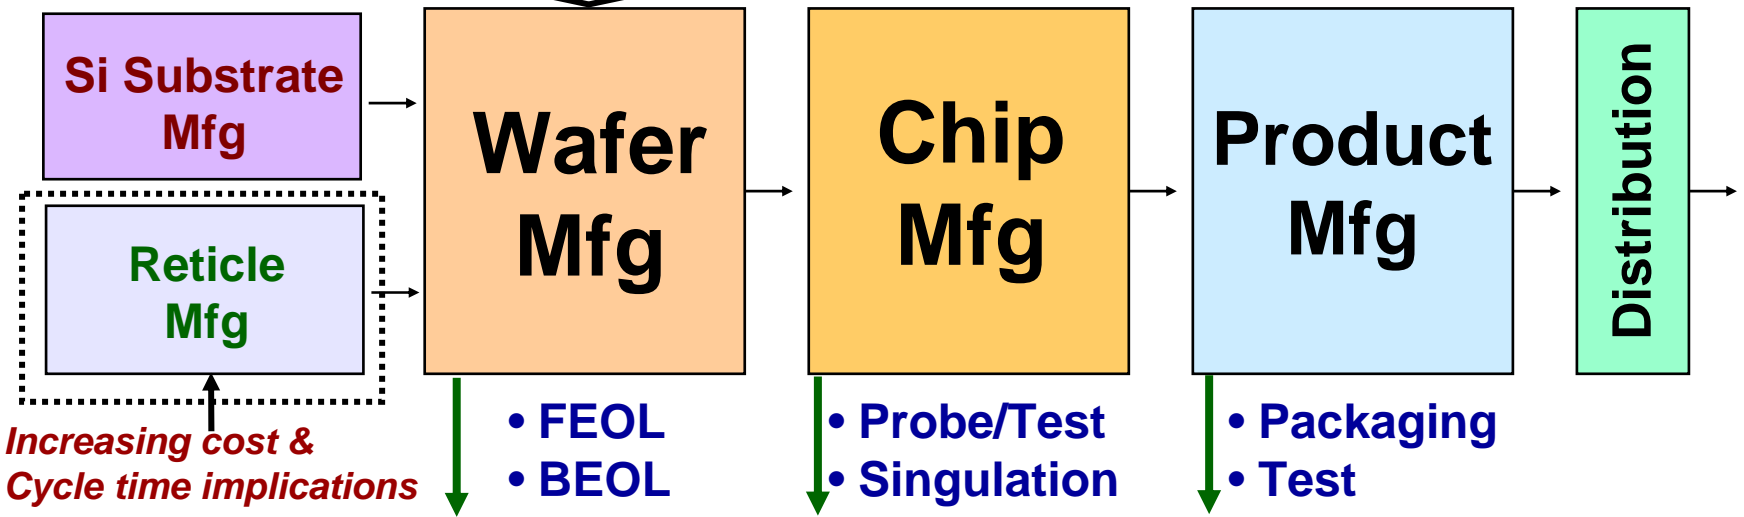 Si Substrate
Mfg
Reticle
Mfg
Increasing cost &
Cycle time implications
Wafer
Mfg
• FEOL
• BEOL
Chip
Mfg
• Probe/Test
• Singulation
Product
Mfg
• Packaging
• Test
Distribution